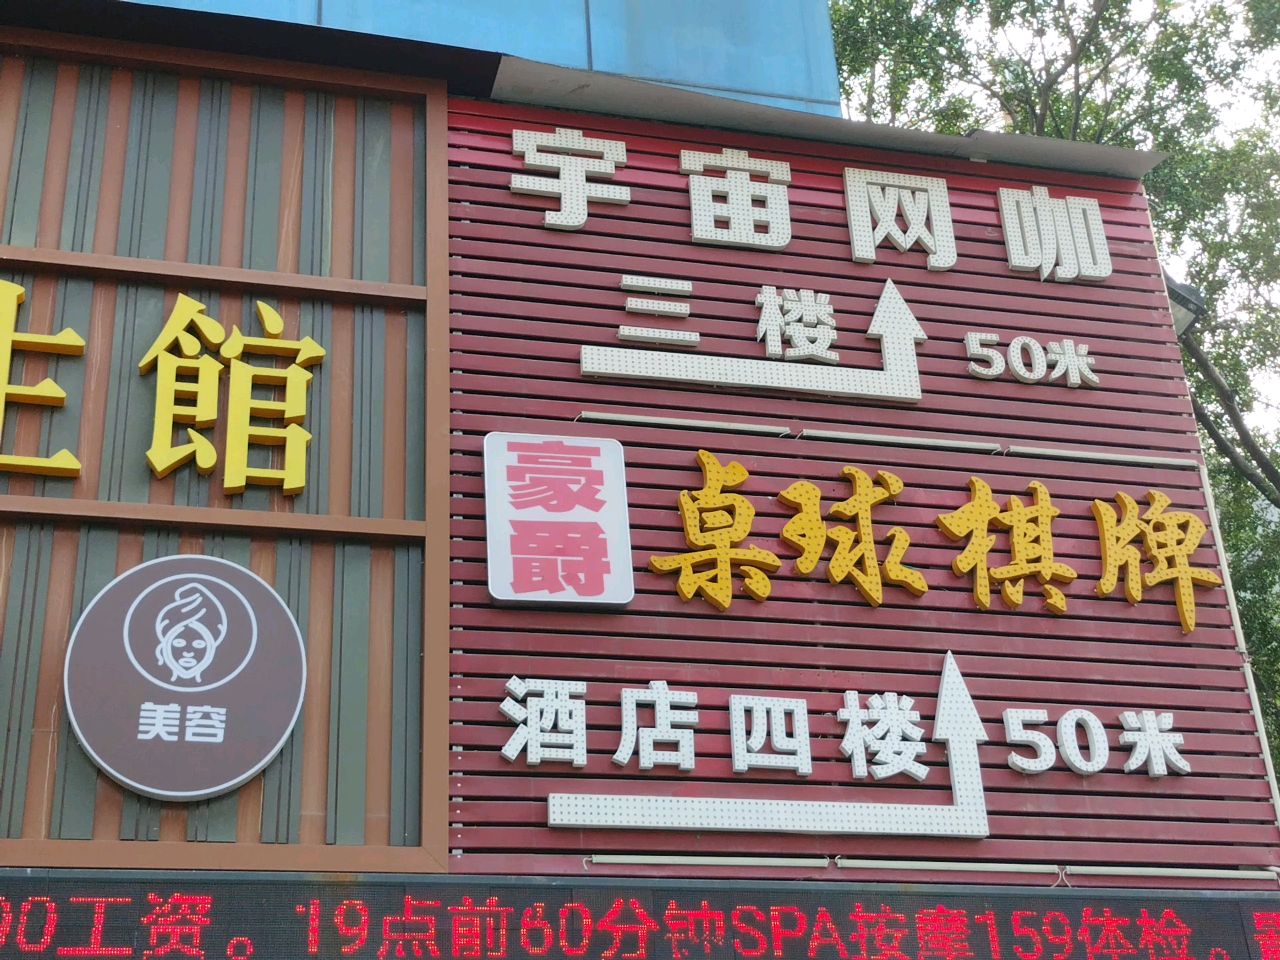 宇宙网咖
三楼 50米
豪爵
桌球棋牌
酒店四楼 50米
館
美容
90工资。19点前60分钟SPA按摩159体检。